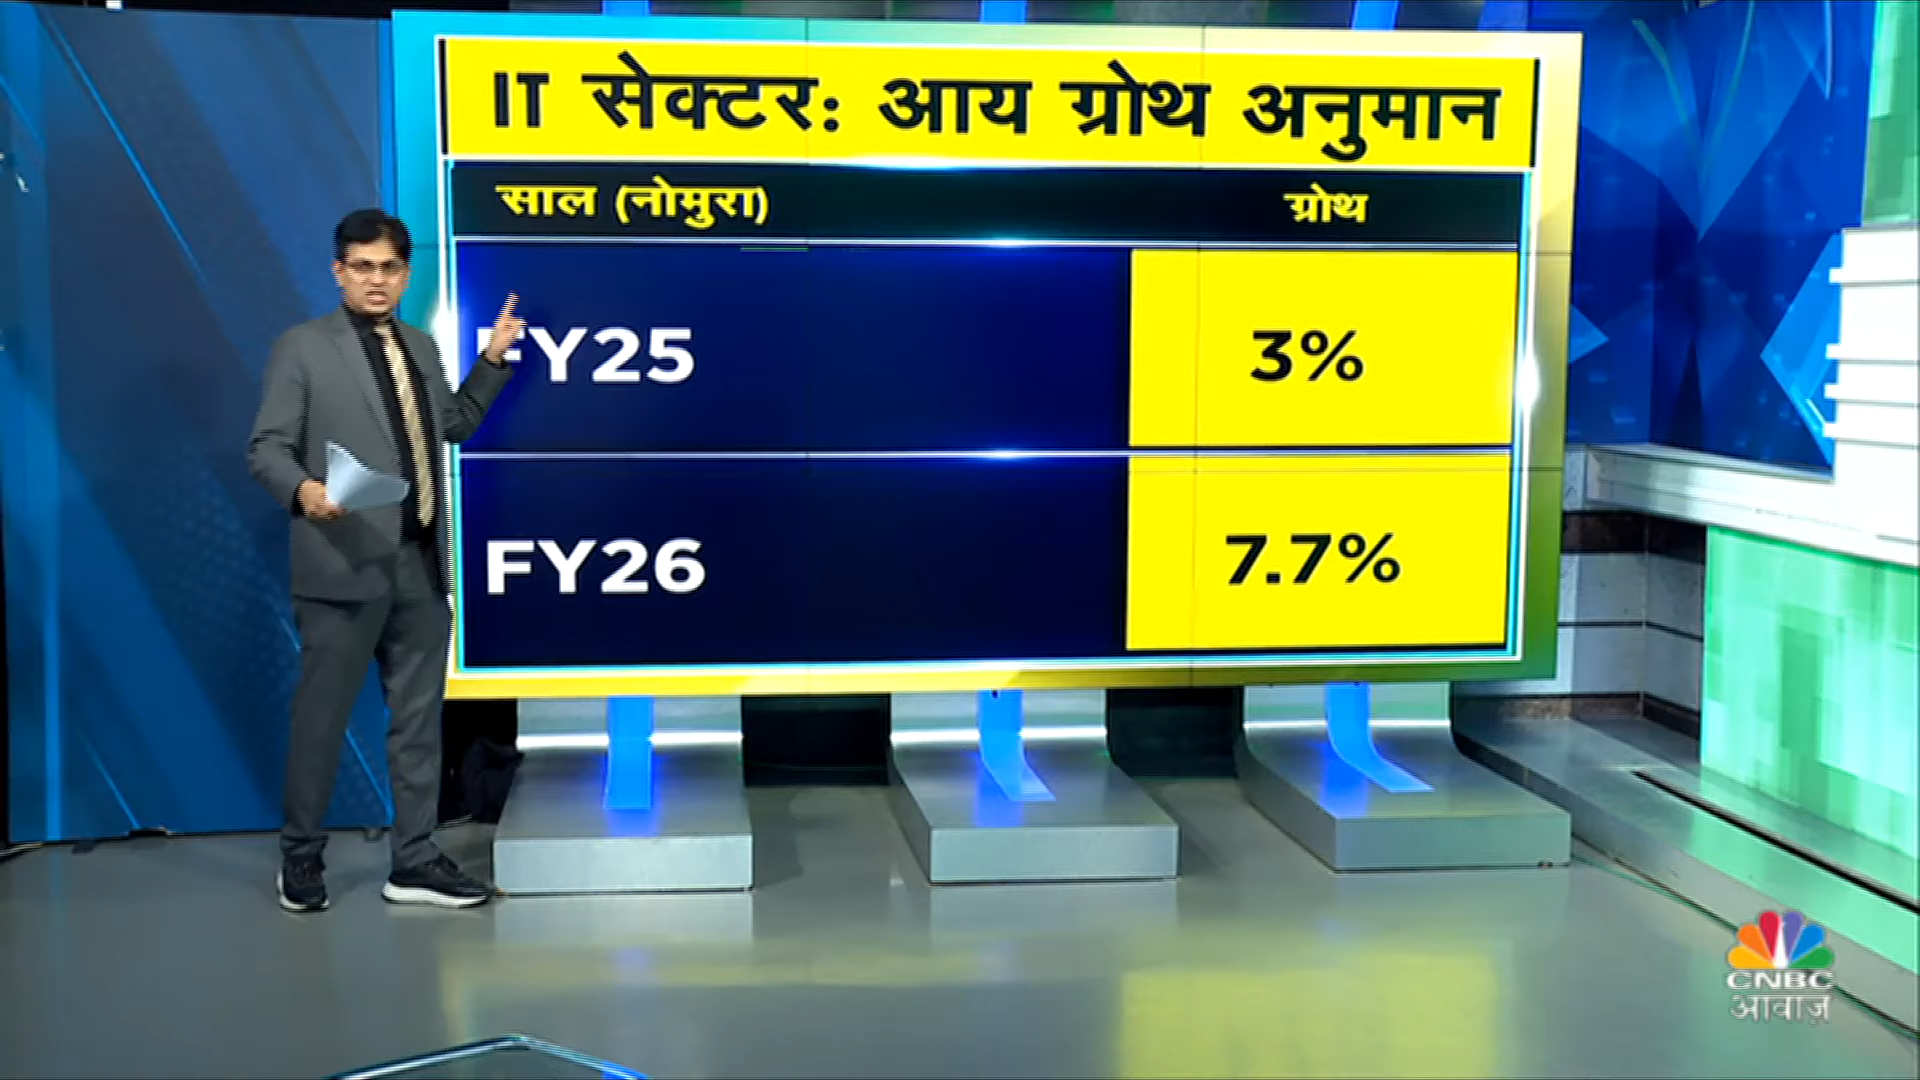 IT सेक्टर: आय ग्रोथ अनुमान
साल (नोमुरा) ग्रोथ
FY25 3%
FY26 7.7%
CNBC
आवाज़